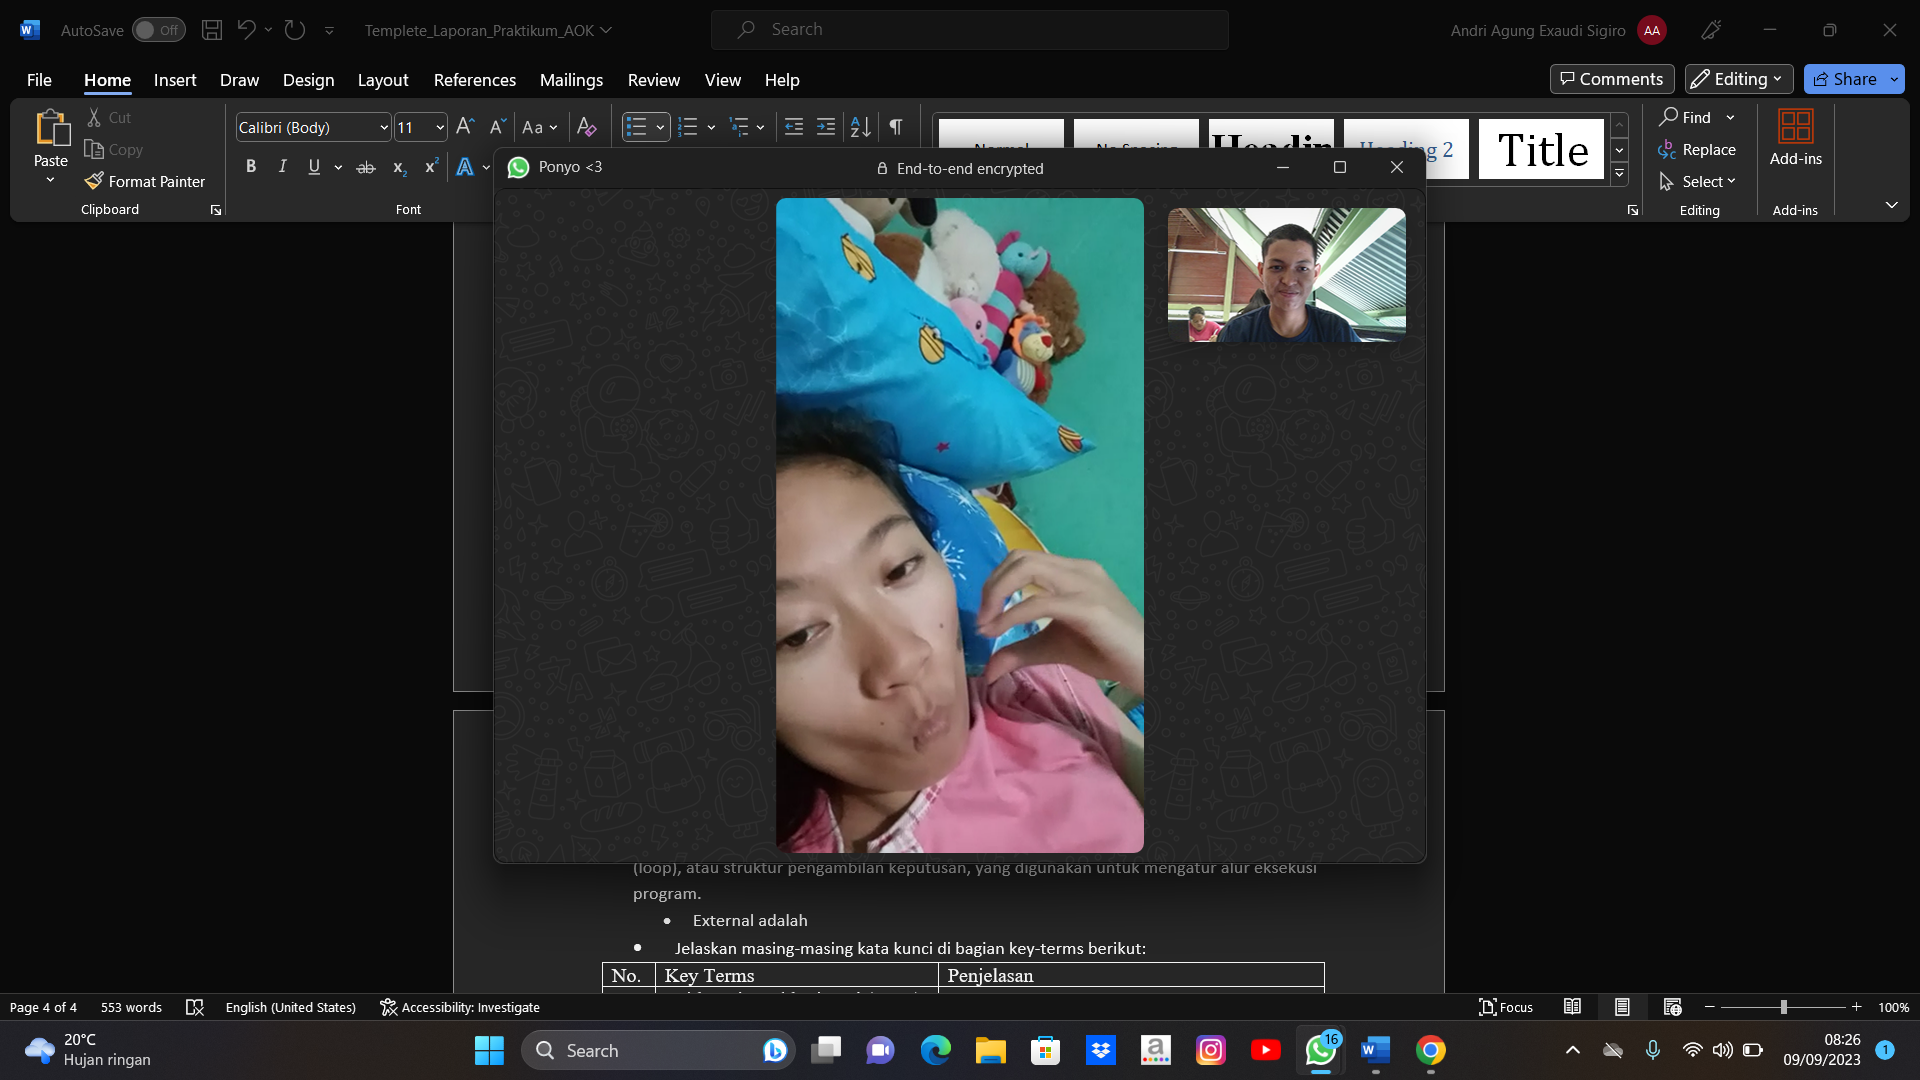 AutoSave Off Templete_Laporan_Praktikum_AOK Search Andri Agung Exaudi Sigiro AA
File Home Insert Draw Design Layout References Mailings Review View Help Comments Editing Share
Paste Cut Copy Format Painter
Clipboard
Calibri (Body) 11 Aa
B I U ab x₂ x² A
Font
Normal No Spacing Heading Heading 2 Title
Find
Replace
Select
Editing
Add-ins
Add-ins
Ponyo <3 End-to-end encrypted
(loop), atau struktur pengambilan keputusan, yang digunakan untuk mengatur alur eksekusi
program.
• External adalah
• Jelaskan masing-masing kata kunci di bagian key-terms berikut:
No. Key Terms Penjelasan
Page 4 of 4 553 words English (United States) Accessibility: Investigate Focus 100%
20°C
Hujan ringan
Search
16
08:26
09/09/2023
1